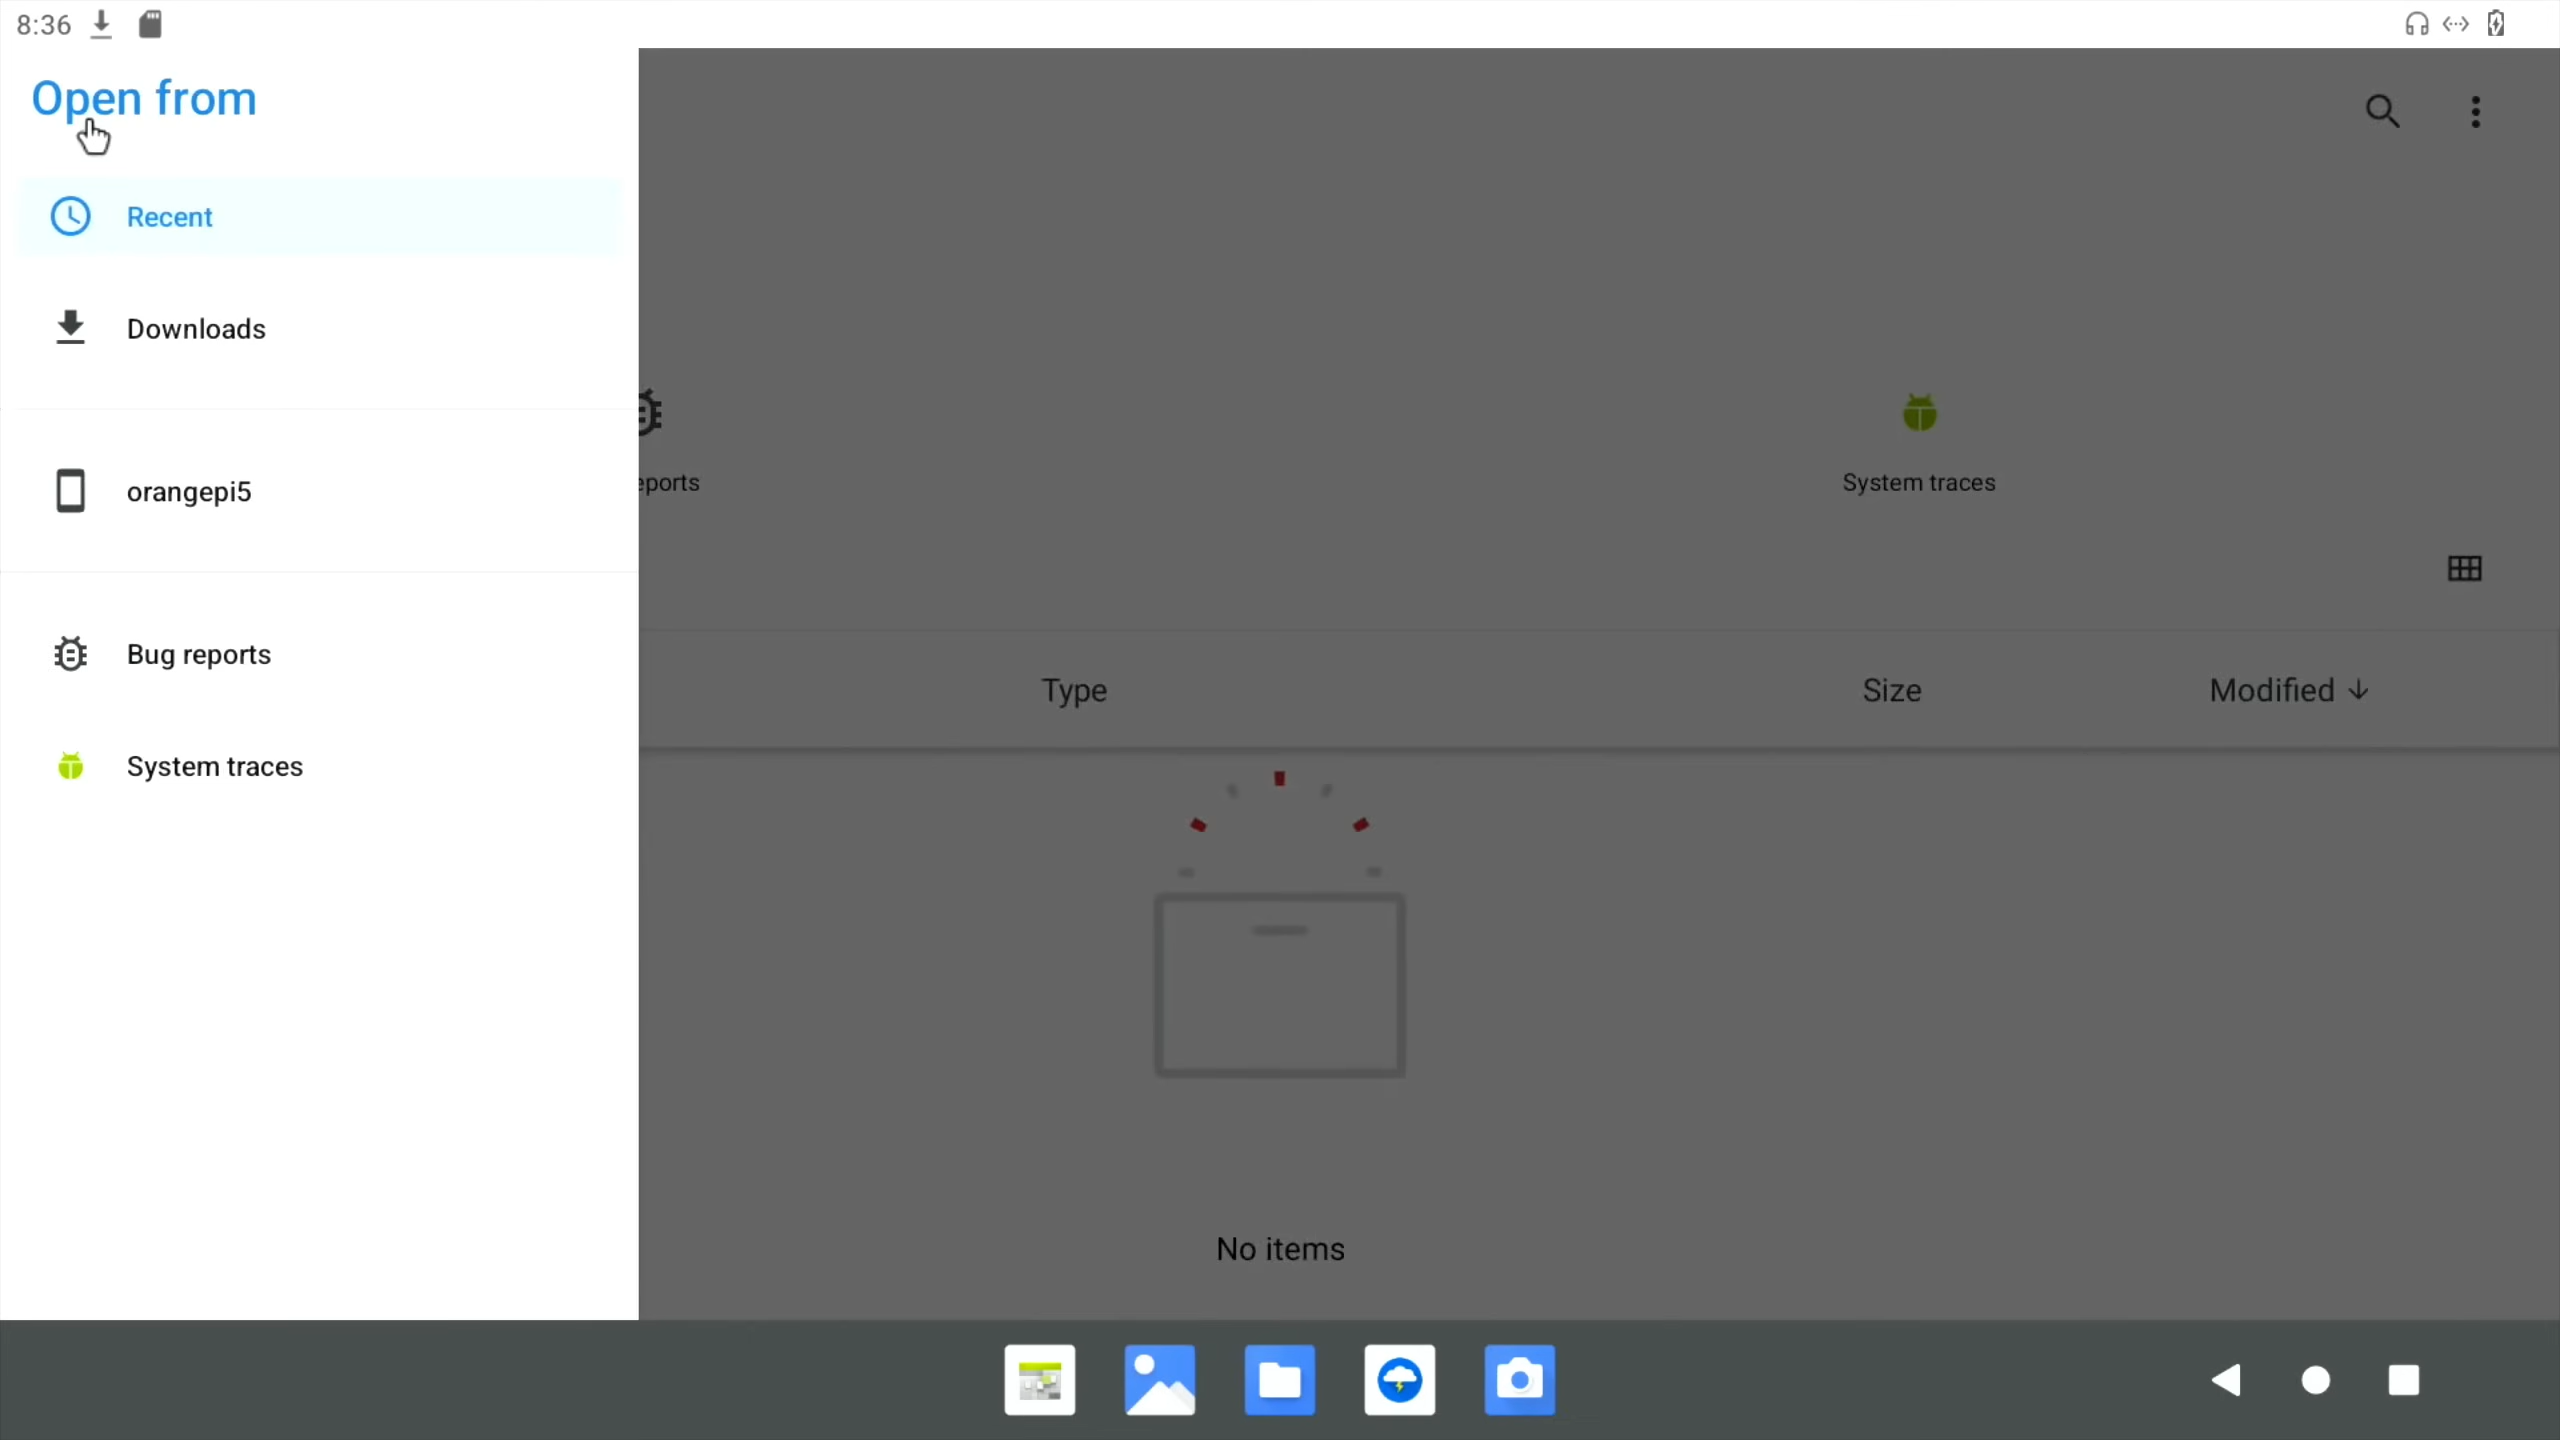 8:36
Open from
Recent
Downloads
orangepi5
eports
System traces
Bug reports
System traces
Type
Size
Modified
No items